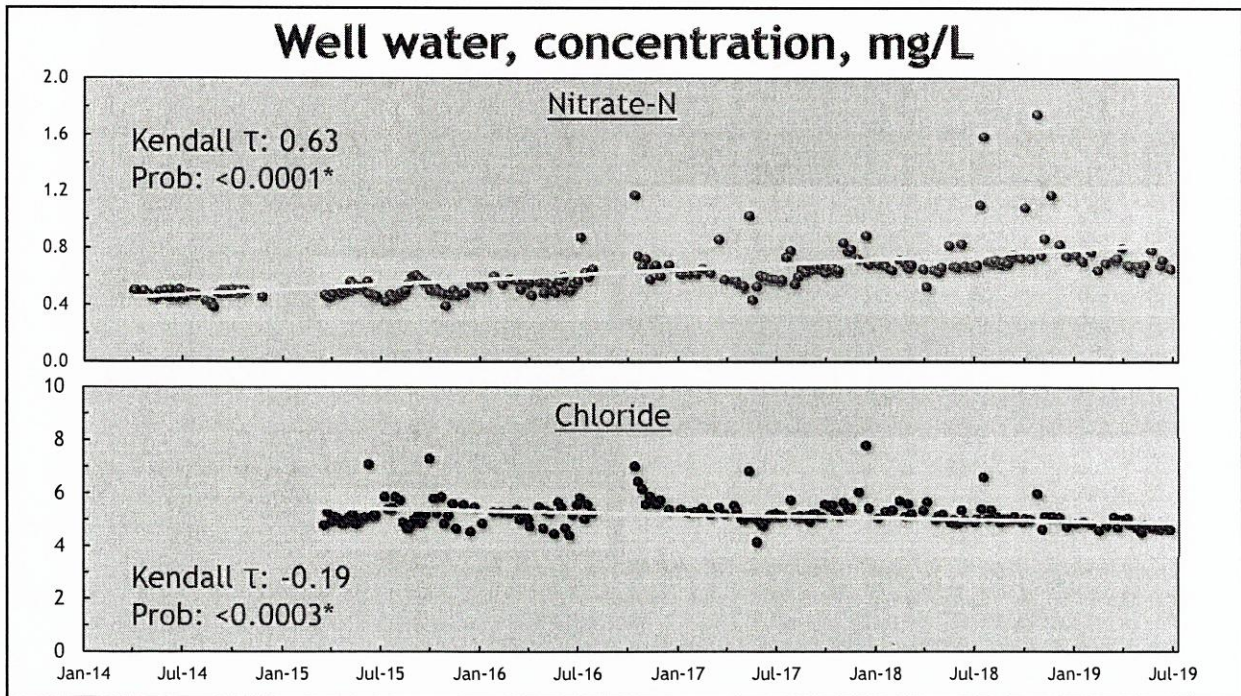 Well water, concentration, mg/L
2.0
1.6
1.2
0.8
0.4
0.0
Nitrate-N
Kendall T: 0.63
Prob: <0.0001*
10
8
6
4
2
0
Chloride
Kendall T: -0.19
Prob: <0.0003*
Jan-14 Jul-14 Jan-15 Jul-15 Jan-16 Jul-16 Jan-17 Jul-17 Jan-18 Jul-18 Jan-19 Jul-19